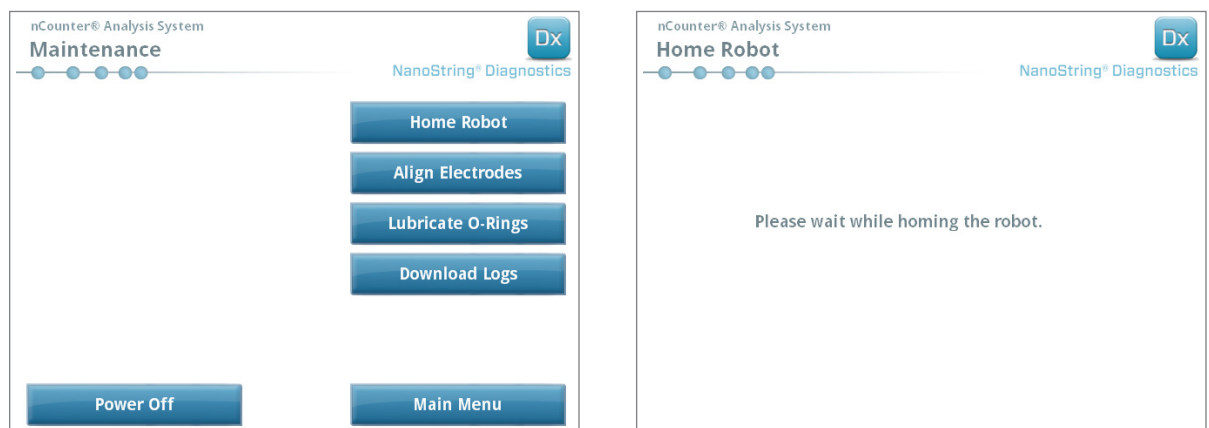 nCounter® Analysis System
Maintenance
Dx
NanoString® Diagnostics
Home Robot
Align Electrodes
Lubricate O-Rings
Download Logs
Power Off
Main Menu
nCounter® Analysis System
Home Robot
Dx
NanoString® Diagnostics
Please wait while homing the robot.